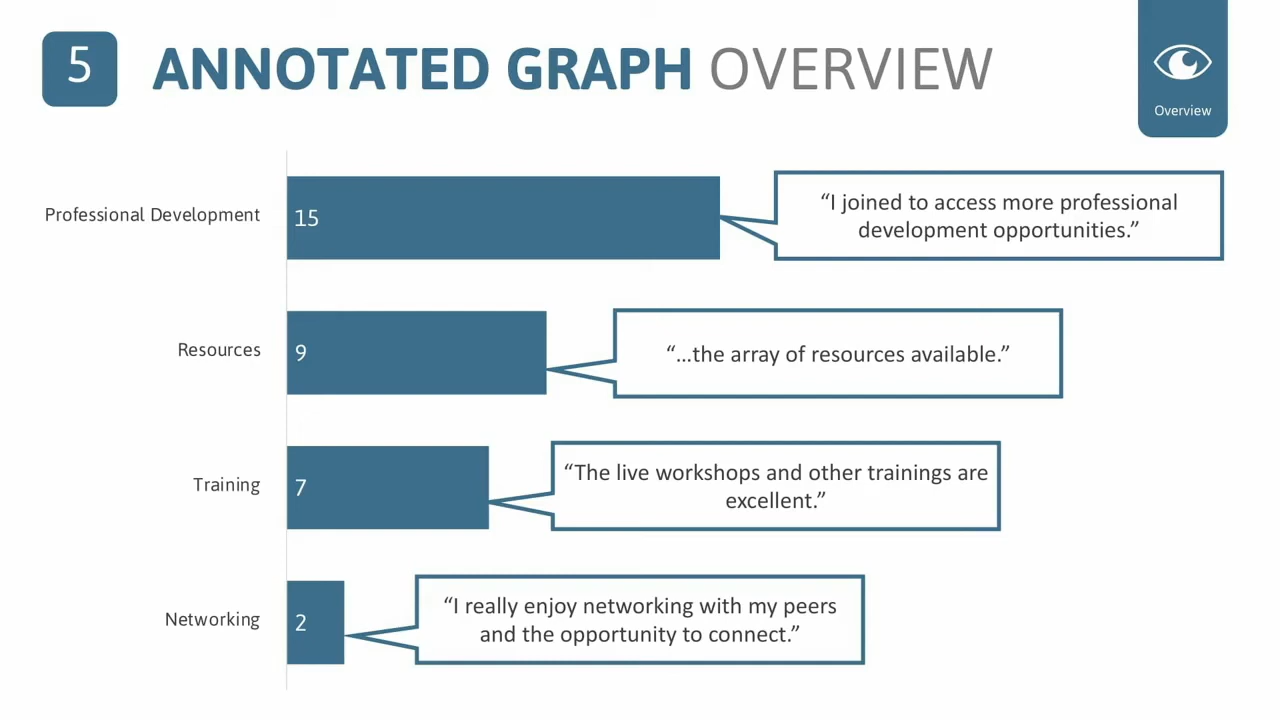 5
ANNOTATED GRAPH OVERVIEW
Overview
Professional Development
15
“I joined to access more professional
development opportunities.”
Resources
9
“...the array of resources available.”
Training
7
“The live workshops and other trainings are
excellent.”
Networking
2
“I really enjoy networking with my peers
and the opportunity to connect.”